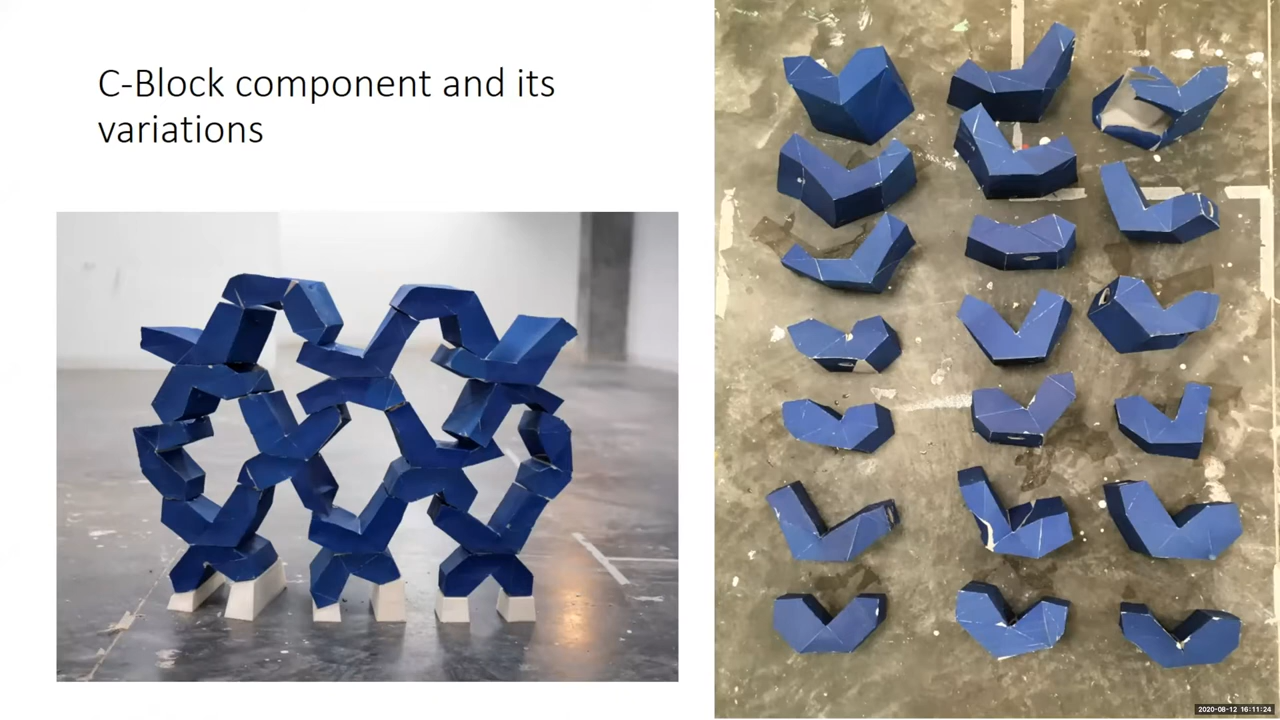 C-Block component and its
variations
2020-08-12 16:11:24